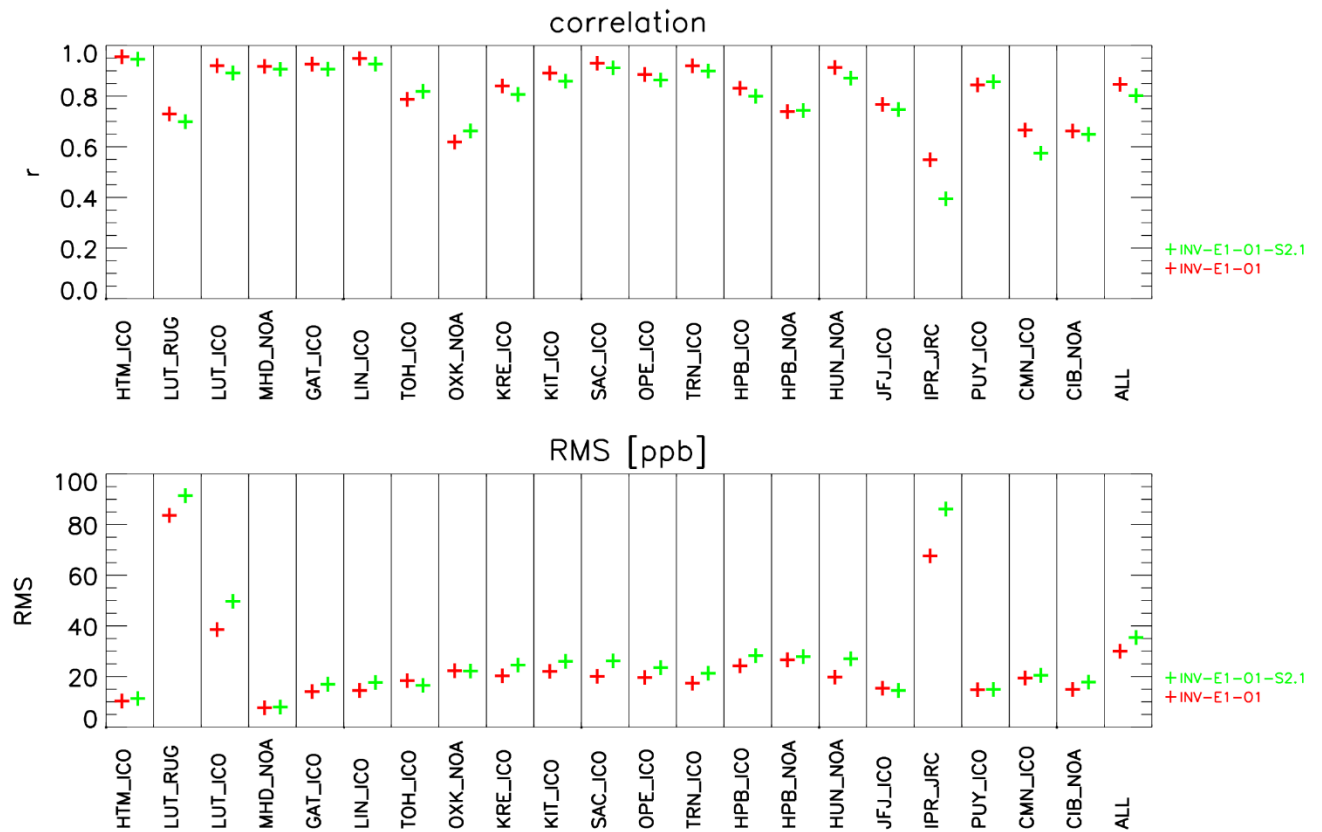 correlation
1.0
0.8
0.6
0.4
0.2
0.0
r
INV-E1-O1-S2.1
INV-E1-O1
HTM_ICO
LUT_RUG
LUT_ICO
MHD_NOA
GAT_ICO
LIN_ICO
TOH_ICO
OXK_NOA
KRE_ICO
KIT_ICO
SAC_ICO
OPE_ICO
TRN_ICO
HPB_ICO
HPB_NOA
HUN_NOA
JFJ_ICO
IPR_JRC
PUY_ICO
CMN_ICO
CIB_NOA
ALL
RMS [ppb]
100
80
60
40
20
0
RMS
INV-E1-O1-S2.1
INV-E1-O1
HTM_ICO
LUT_RUG
LUT_ICO
MHD_NOA
GAT_ICO
LIN_ICO
TOH_ICO
OXK_NOA
KRE_ICO
KIT_ICO
SAC_ICO
OPE_ICO
TRN_ICO
HPB_ICO
HPB_NOA
HUN_NOA
JFJ_ICO
IPR_JRC
PUY_ICO
CMN_ICO
CIB_NOA
ALL